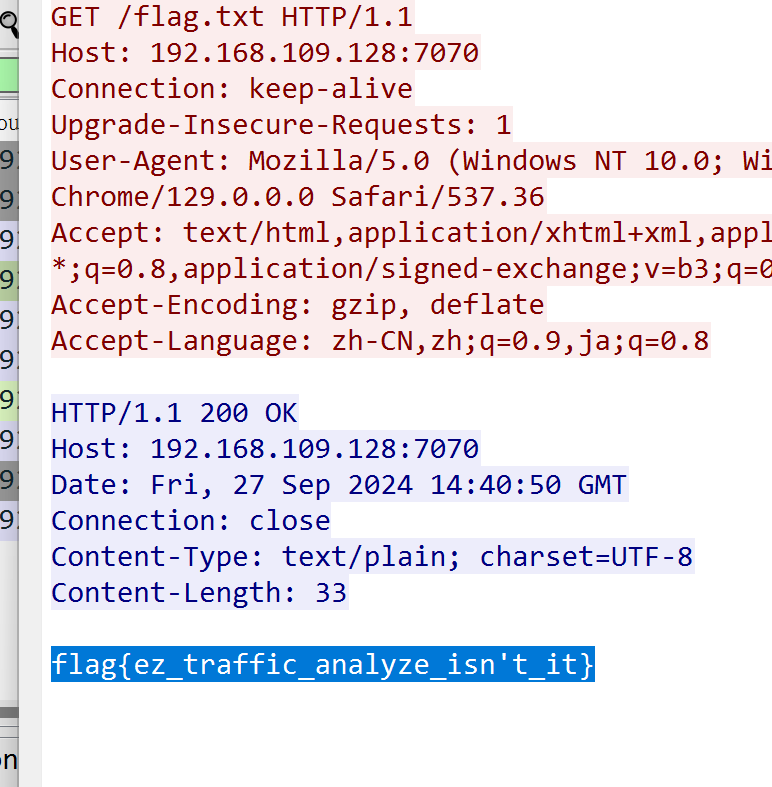 GET /flag.txt HTTP/1.1
Host: 192.168.109.128:7070
Connection: keep-alive
Upgrade-Insecure-Requests: 1
User-Agent: Mozilla/5.0 (Windows NT 10.0; Wi
Chrome/129.0.0.0 Safari/537.36
Accept: text/html,application/xhtml+xml,appl
*;q=0.8,application/signed-exchange;v=b3;q=0
Accept-Encoding: gzip, deflate
Accept-Language: zh-CN,zh;q=0.9,ja;q=0.8
HTTP/1.1 200 OK
Host: 192.168.109.128:7070
Date: Fri, 27 Sep 2024 14:40:50 GMT
Connection: close
Content-Type: text/plain; charset=UTF-8
Content-Length: 33
flag{ez_traffic_analyze_isn't_it}